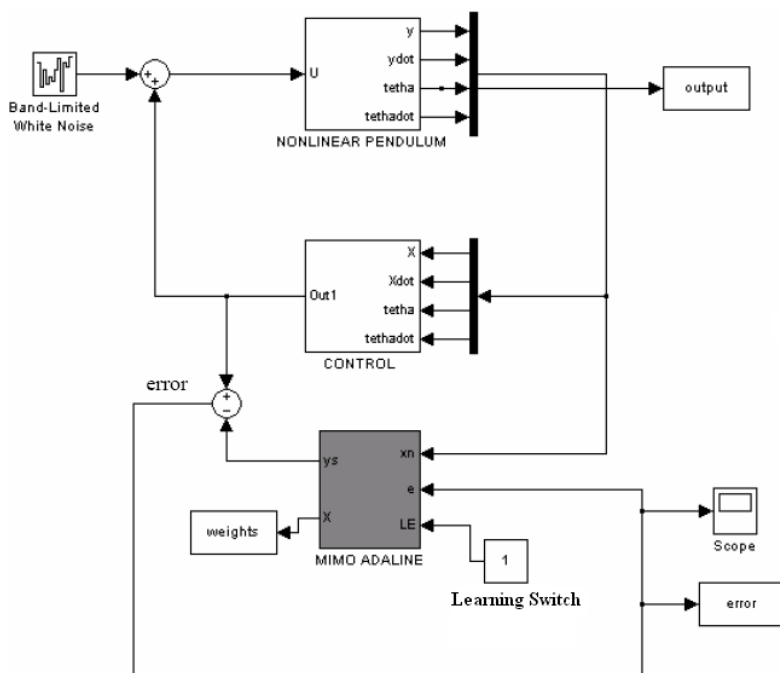 y
ydot
tetha
tethadot
U
NONLINEAR PENDULUM
output
Band-Limited
White Noise
+
+
X
Xdot
tetha
tethadot
Out1
CONTROL
error
+
−
ys
X
xn
e
LE
MIMO ADALINE
weights
1
Learning Switch
Scope
error